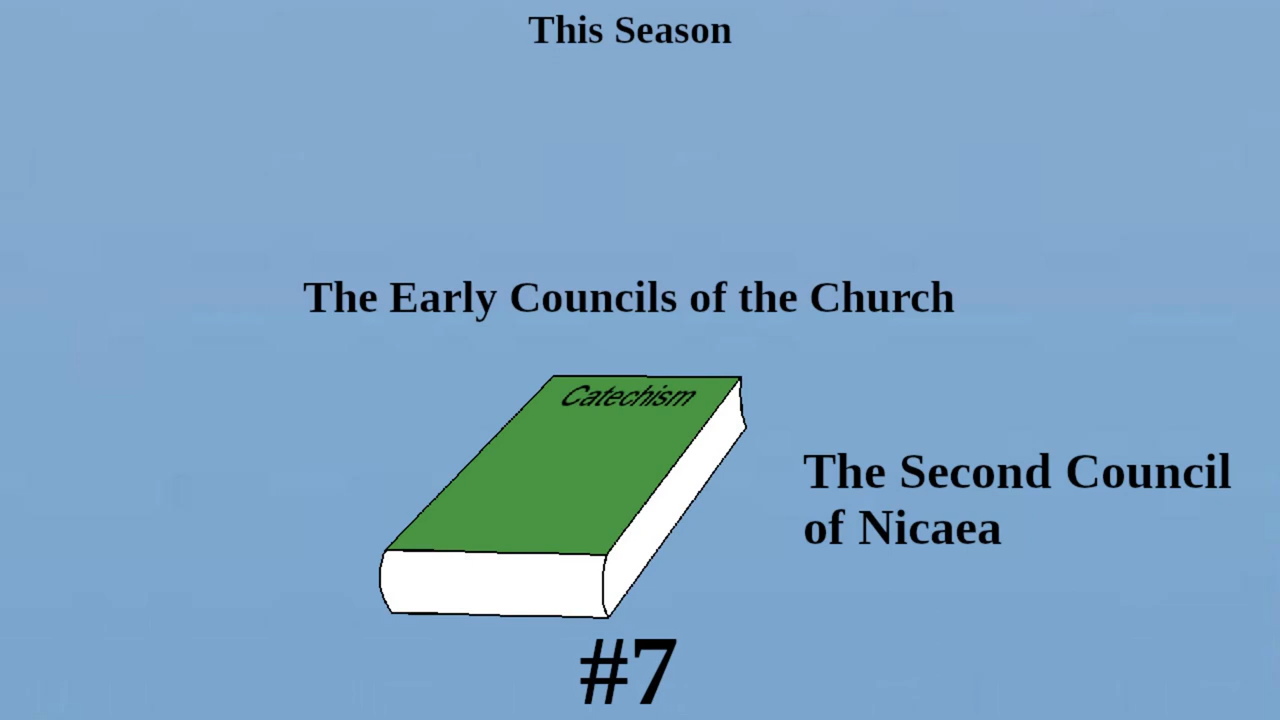 This Season
The Early Councils of the Church
Catechism
The Second Council
of Nicaea
#7